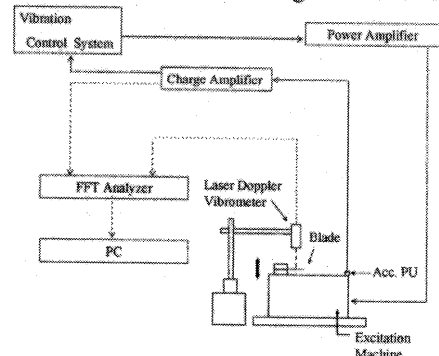 Vibration
Control System
Power Amplifier
Charge Amplifier
FFT Analyzer
Laser Doppler
Vibrometer
Blade
PC
Acc. PU
Excitation
Machine